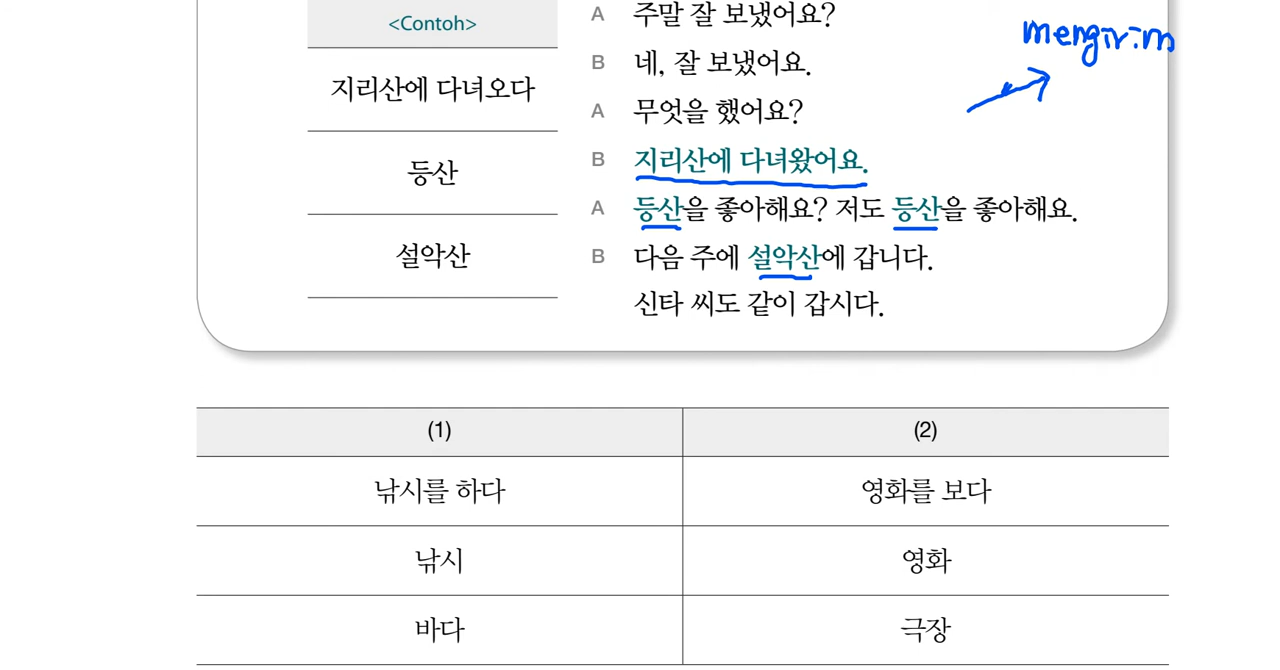 <Contoh>
지리산에 다녀오다
등산
설악산
A 주말 잘 보냈어요?
B 네, 잘 보냈어요.
A 무엇을 했어요?
B 지리산에 다녀왔어요.
A 등산을 좋아해요? 저도 등산을 좋아해요.
B 다음 주에 설악산에 갑니다.
신타 씨도 같이 갑시다.
mengirim
(1) (2)
낚시를 하다 영화를 보다
낚시 영화
바다 극장